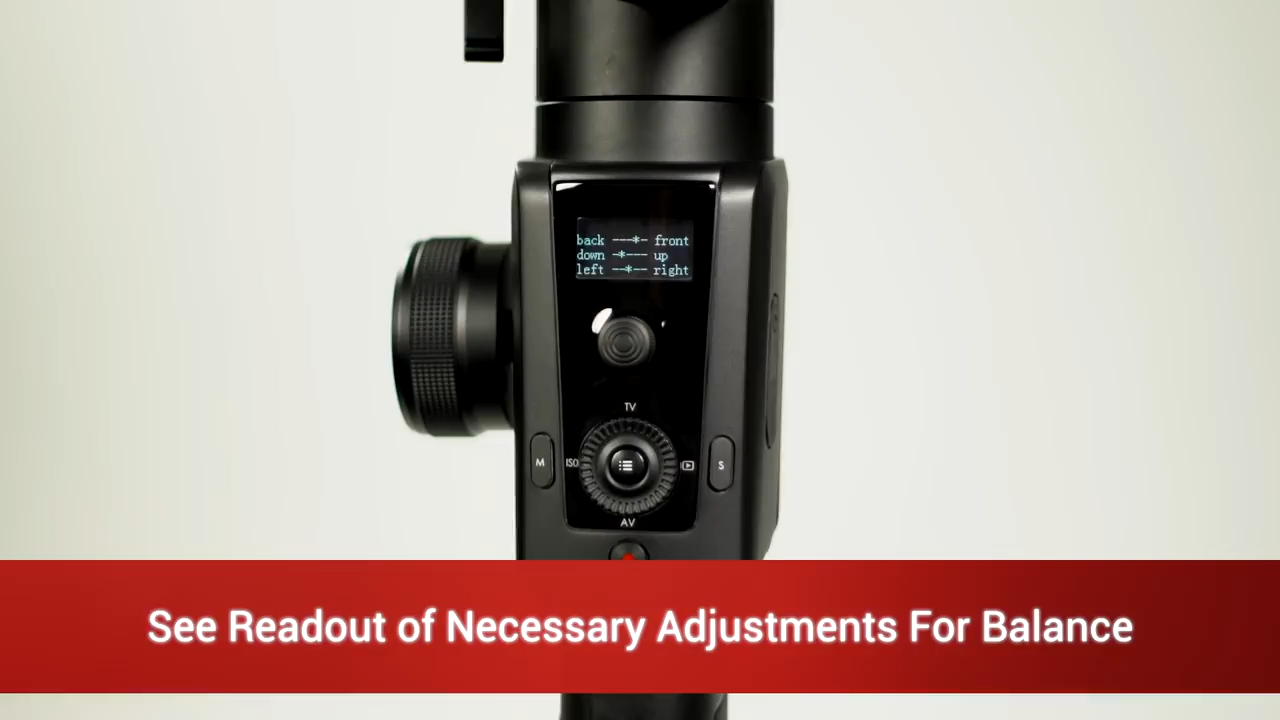 back ---*- front
down -*--- up
left --*-- right
TV
M
ISO
S
AV
See Readout of Necessary Adjustments For Balance